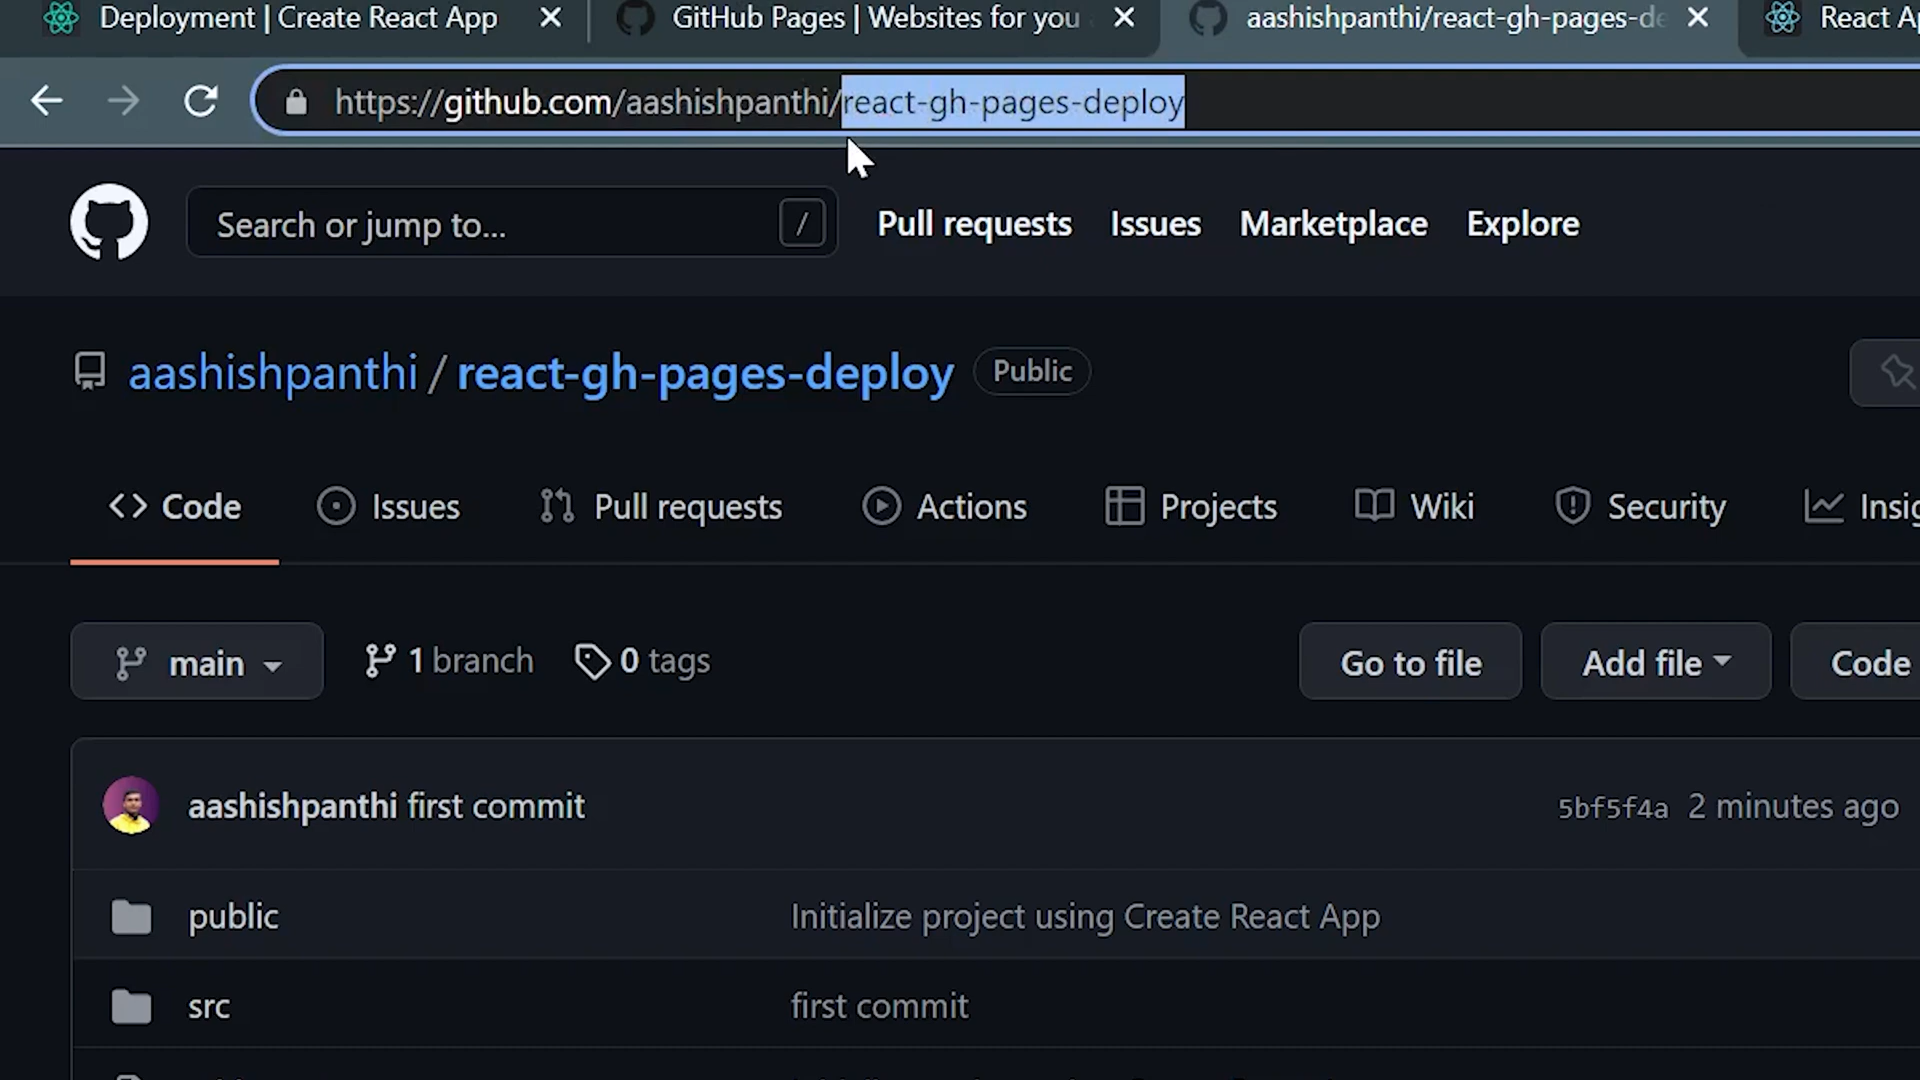 Deployment | Create React App
GitHub Pages | Websites for you
aashishpanthi/react-gh-pages-de
React Ap
https://github.com/aashishpanthi/react-gh-pages-deploy
Search or jump to... /
Pull requests Issues Marketplace Explore
aashishpanthi / react-gh-pages-deploy Public
Code Issues Pull requests Actions Projects Wiki Security Insig
main 1 branch 0 tags Go to file Add file Code
aashishpanthi first commit 5bf5f4a 2 minutes ago
public Initialize project using Create React App
src first commit